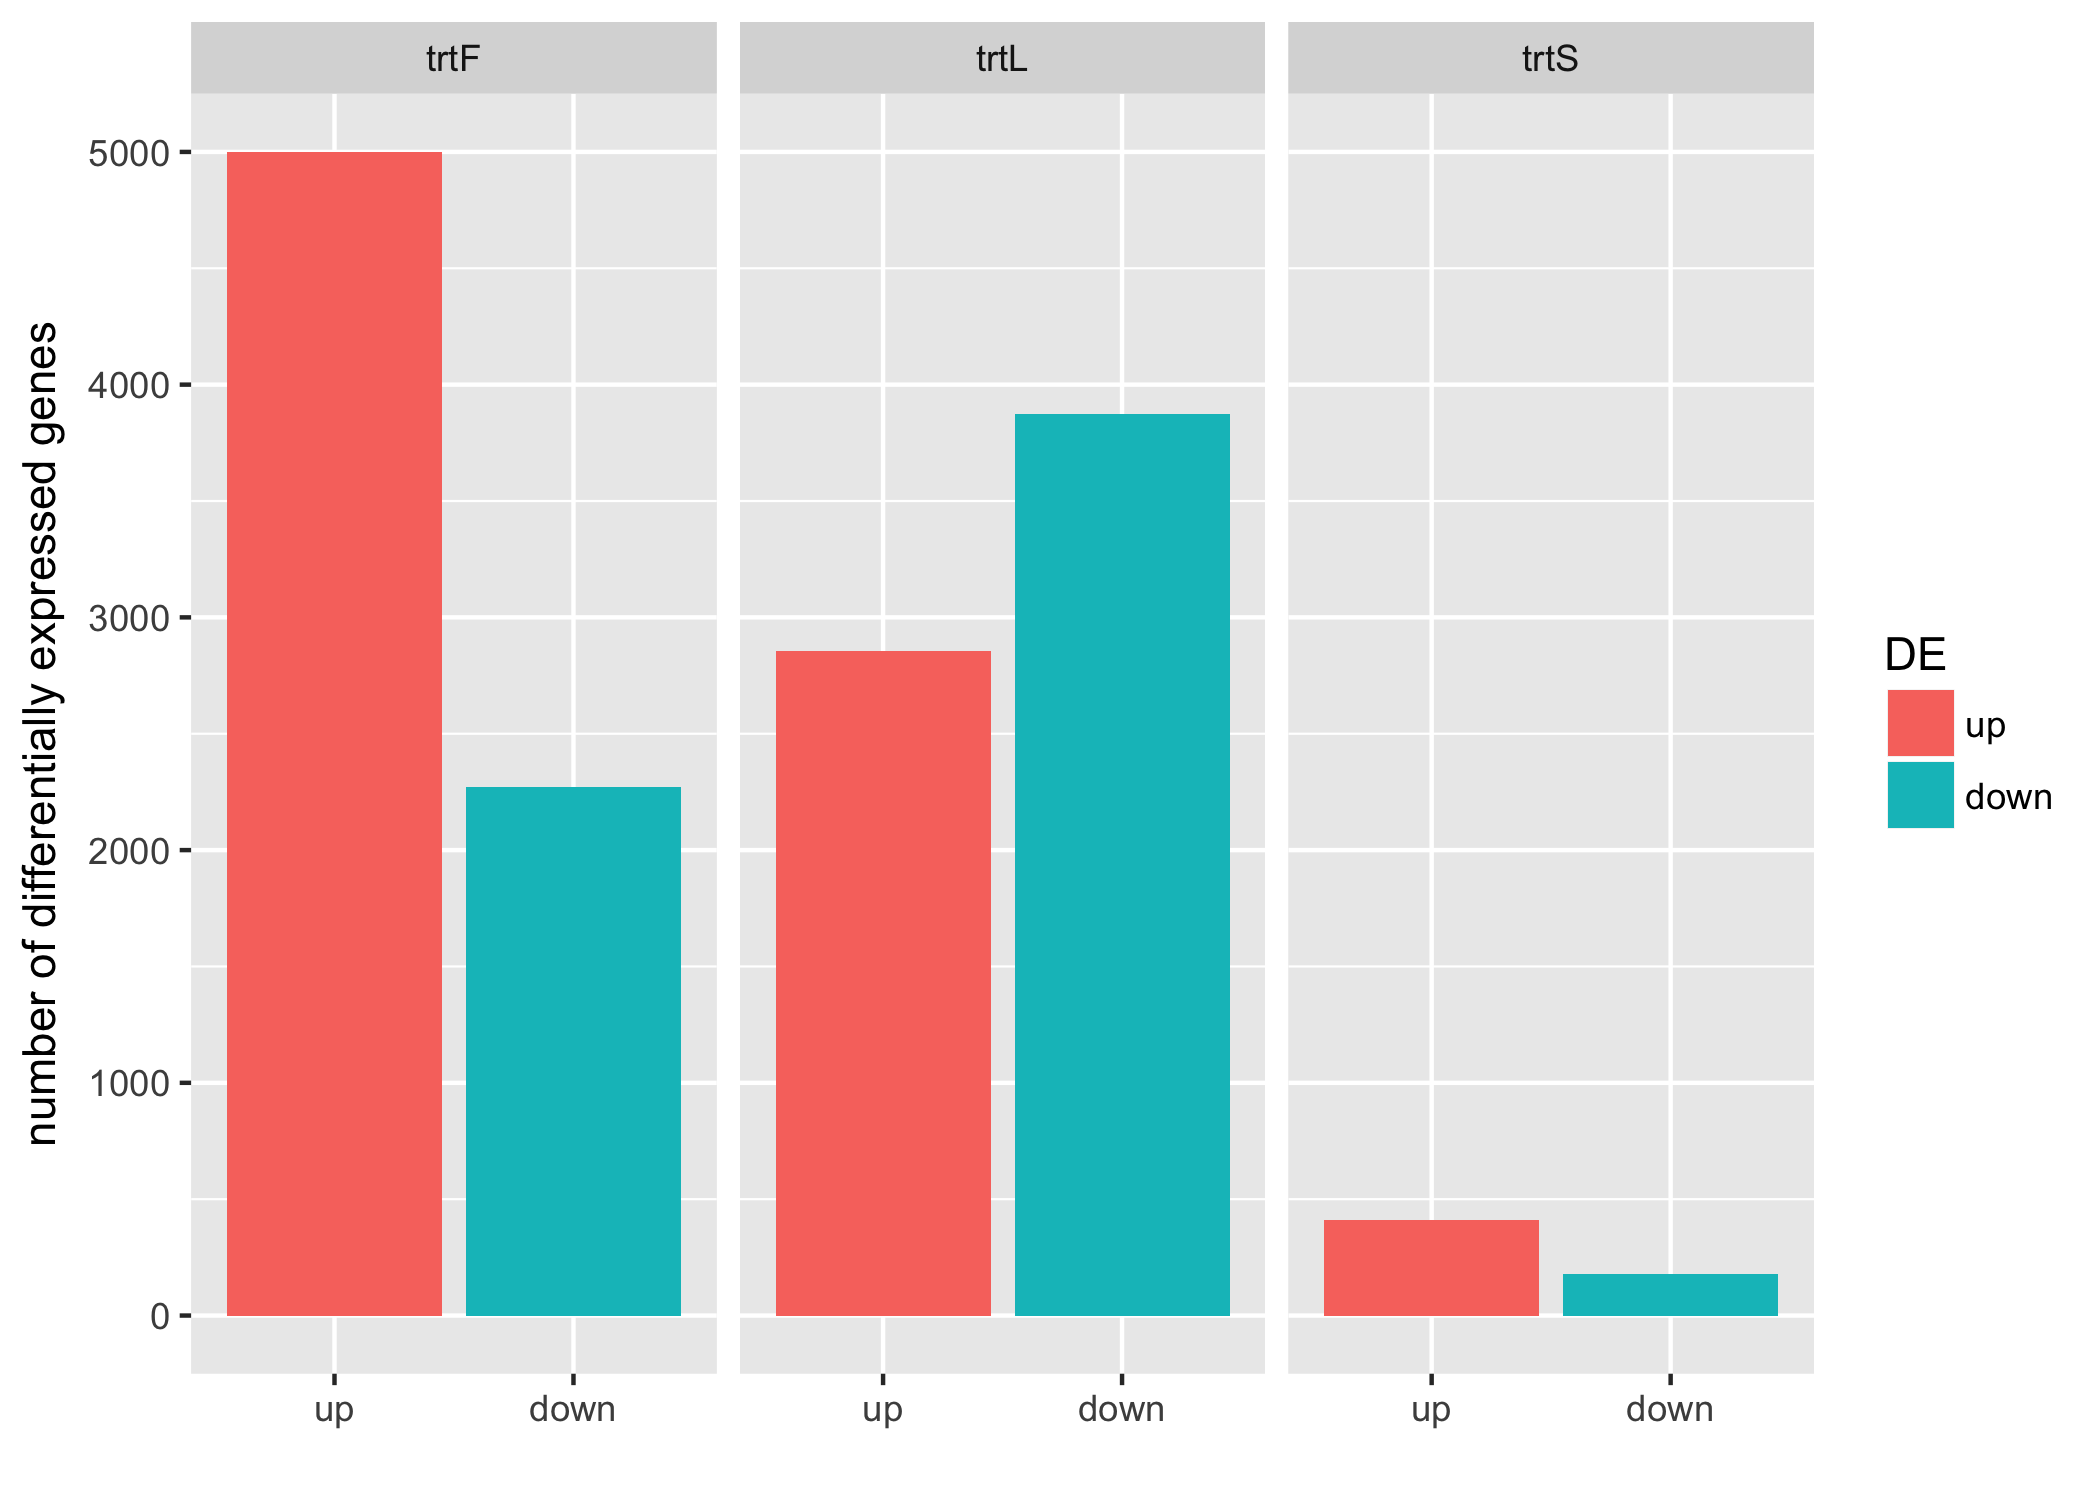 trtF
trtL
trtS
number of differentially expressed genes
5000
4000
3000
2000
1000
0
up
down
up
down
up
down
DE
up
down